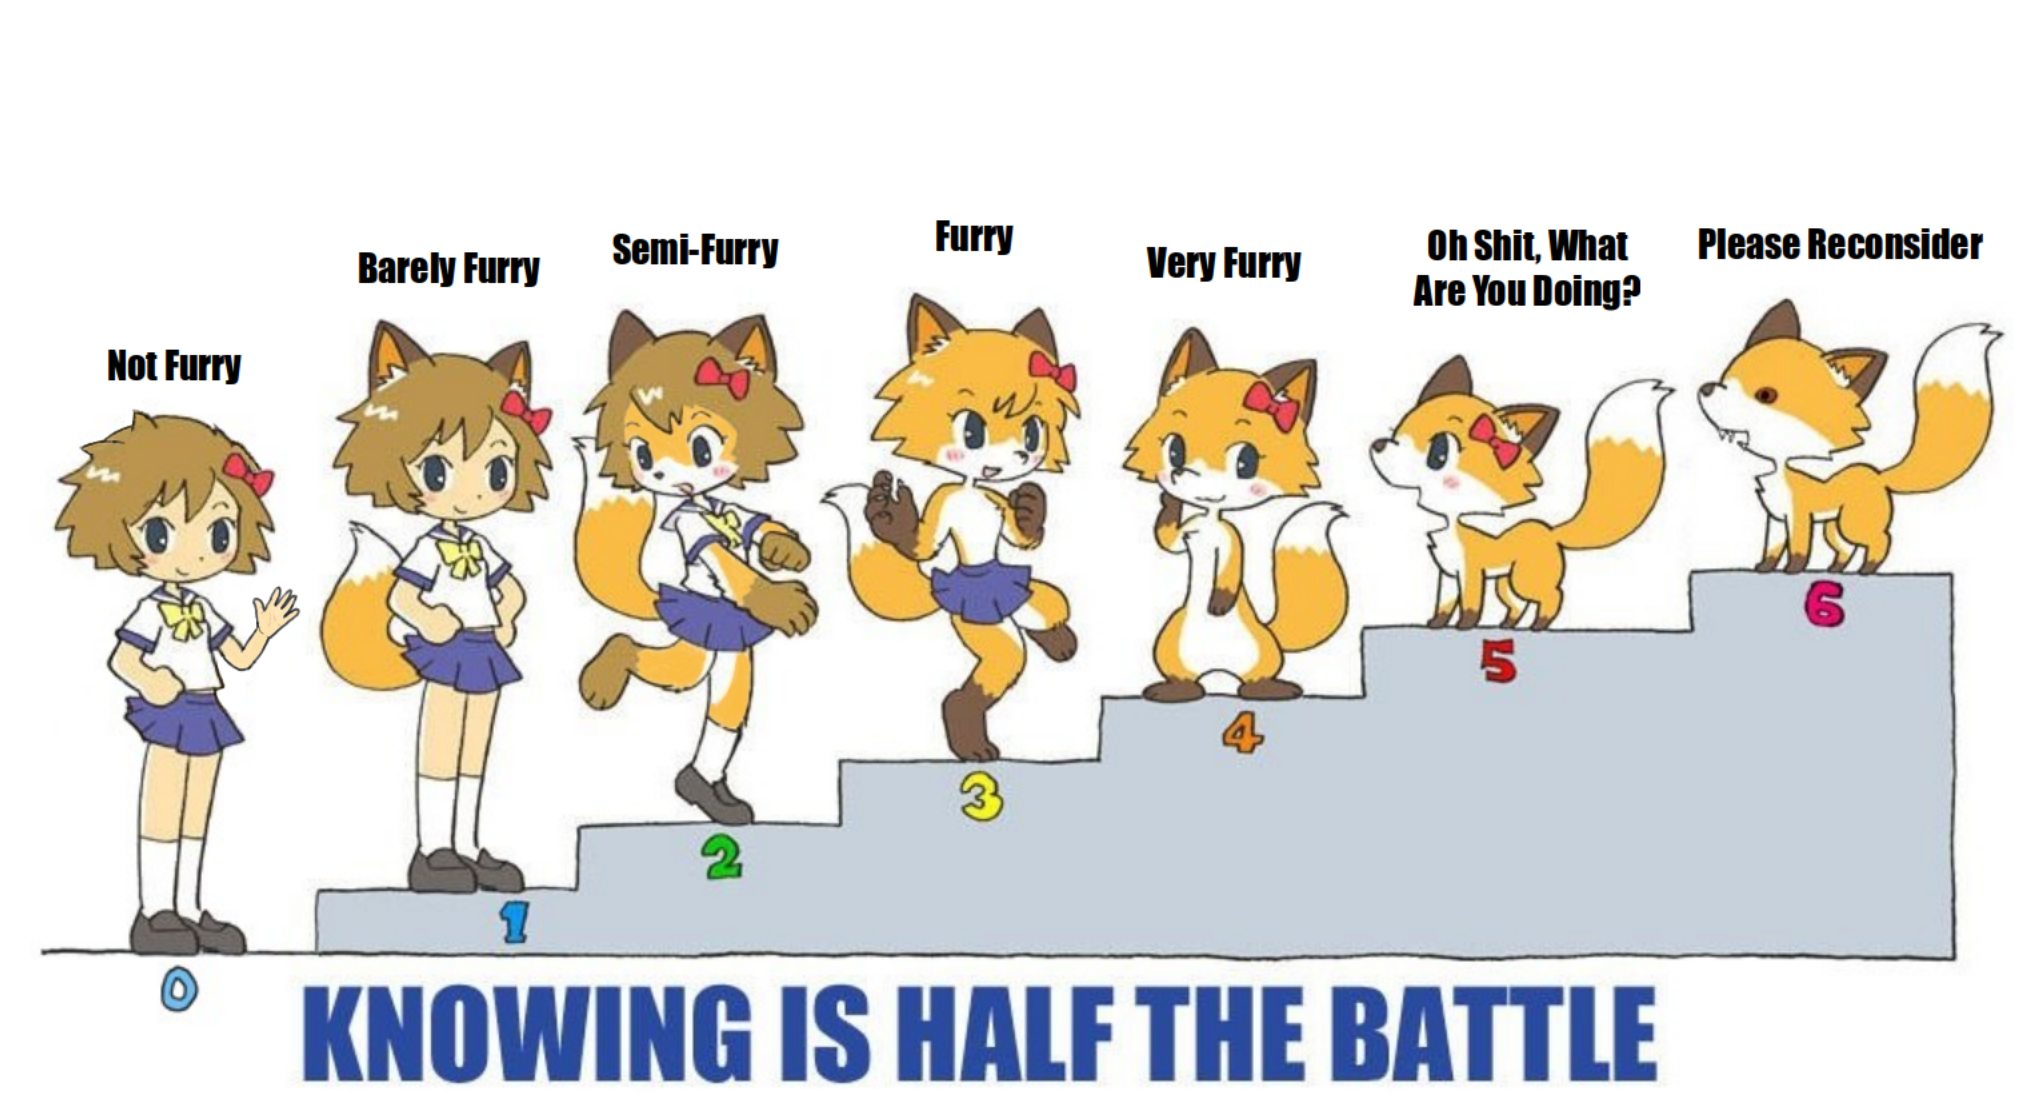 Not Furry
Barely Furry
Semi-Furry
Furry
Very Furry
Oh Shit, What
Are You Doing?
Please Reconsider
0
1
2
3
4
5
6
KNOWING IS HALF THE BATTLE